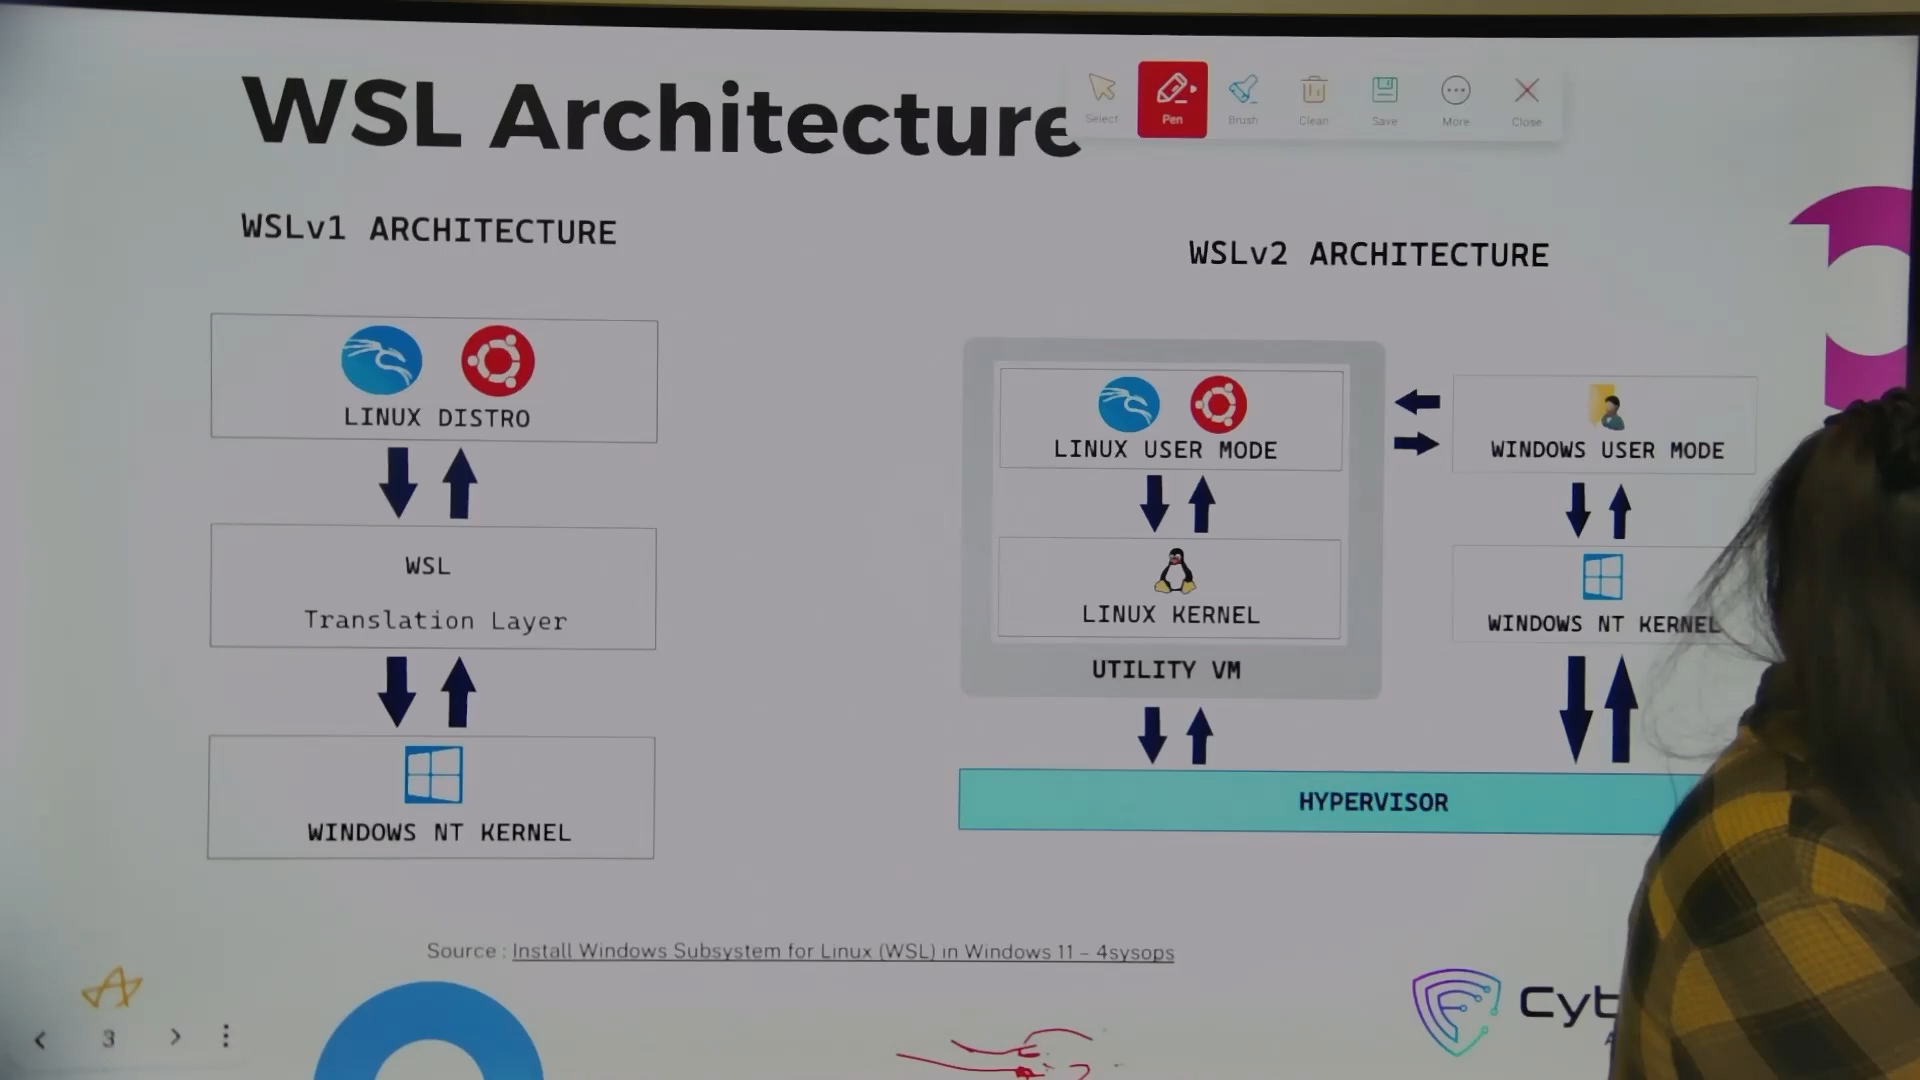 WSL Architecture
Select
Pen
Brush
Clean
Save
More
Close
WSLv1 ARCHITECTURE
LINUX DISTRO
WSL
Translation Layer
WINDOWS NT KERNEL
WSLv2 ARCHITECTURE
LINUX USER MODE
WINDOWS USER MODE
LINUX KERNEL
WINDOWS NT KERNEL
UTILITY VM
HYPERVISOR
Source : Install Windows Subsystem for Linux (WSL) in Windows 11 – 4sysops
3